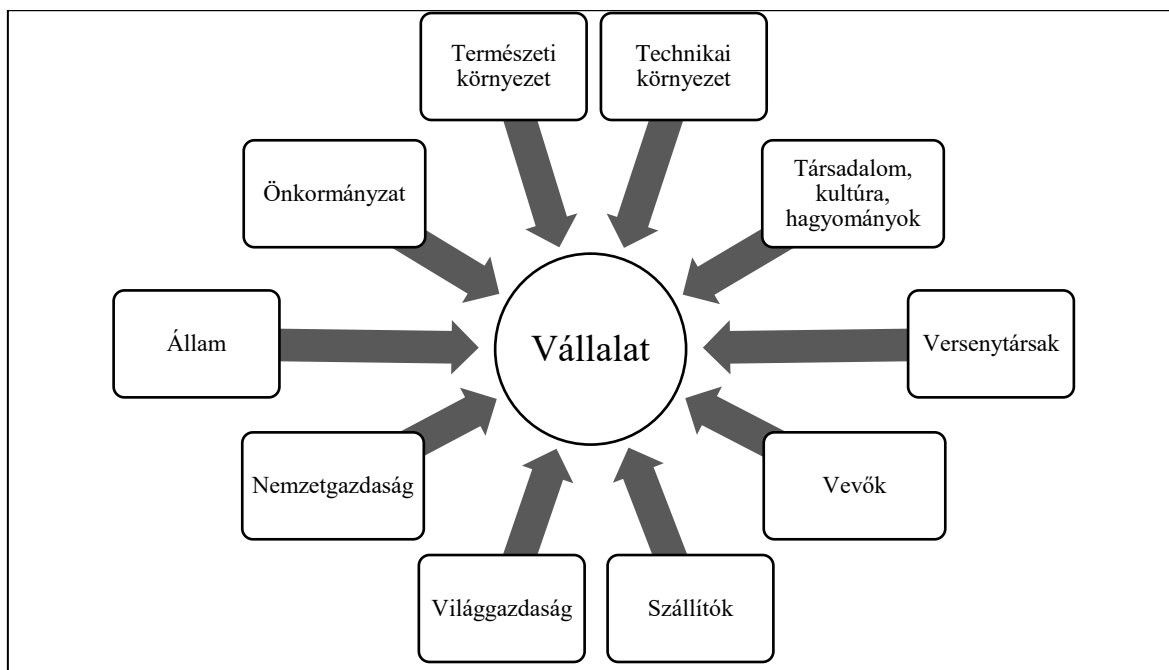 Természeti
környezet
Technikai
környezet
Önkormányzat
Társadalom,
kultúra,
hagyományok
Állam
Vállalat
Versenytársak
Nemzetgazdaság
Vevők
Világgazdaság
Szállítók